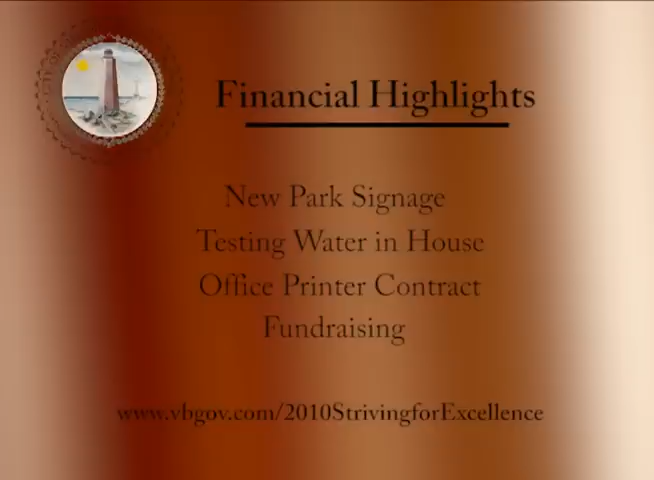 Financial Highlights
New Park Signage
Testing Water in House
Office Printer Contract
Fundraising
www.vbgov.com/2010StrivingforExcellence